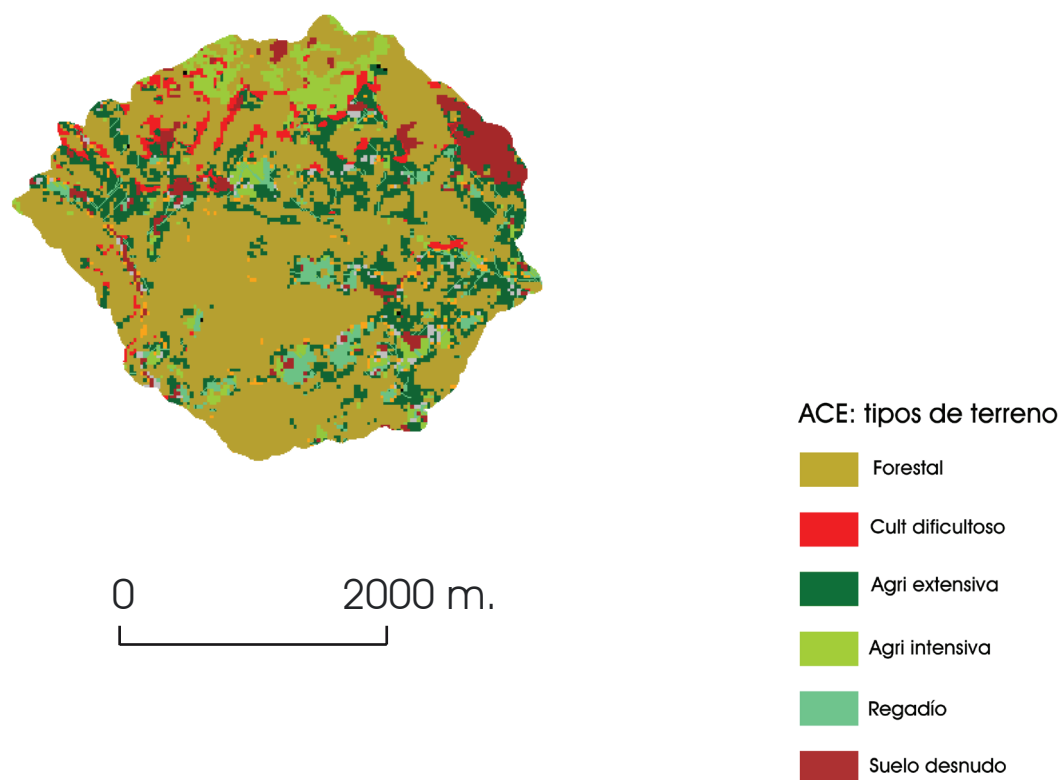 ACE: tipos de terreno
Forestal
Cult dificultoso
Agri extensiva
Agri intensiva
Regadío
Suelo desnudo
0 2000 m.